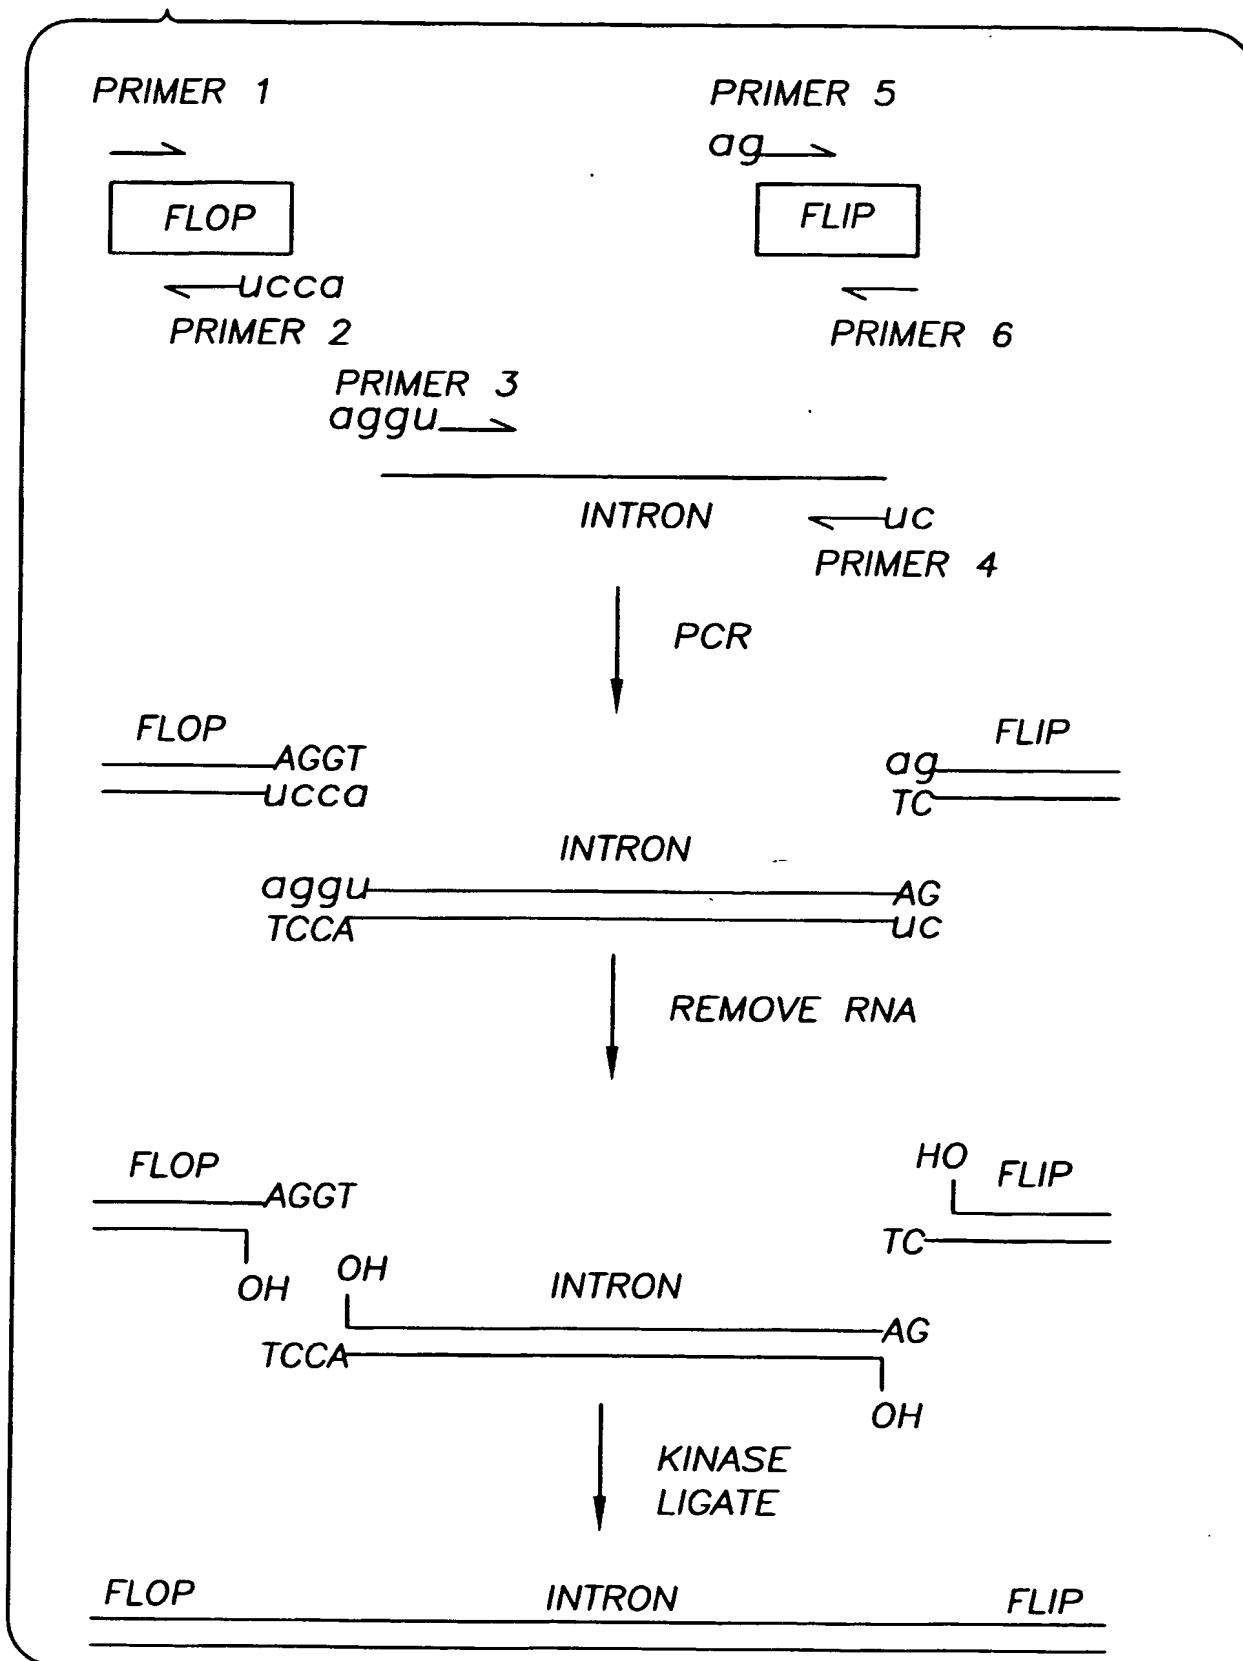 PRIMER 1
PRIMER 5
ag
FLOP
FLIP
ucca
PRIMER 2
PRIMER 6
PRIMER 3
aggu
INTRON
uc
PRIMER 4
PCR
FLOP
AGGT
ucca
FLIP
ag
TC
INTRON
aggu
AG
TCCA
uc
REMOVE RNA
FLOP
AGGT
OH
HO
FLIP
TC
OH
INTRON
AG
TCCA
OH
KINASE
LIGATE
FLOP
INTRON
FLIP